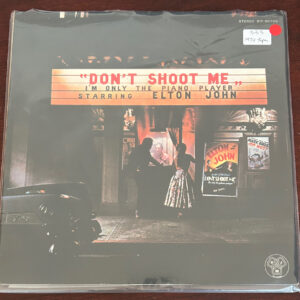 STEREO
"DON'T SHOOT ME"
I'M ONLY THE PIANO PLAYER
STARRING ELTON JOHN
ELTON
JOHN